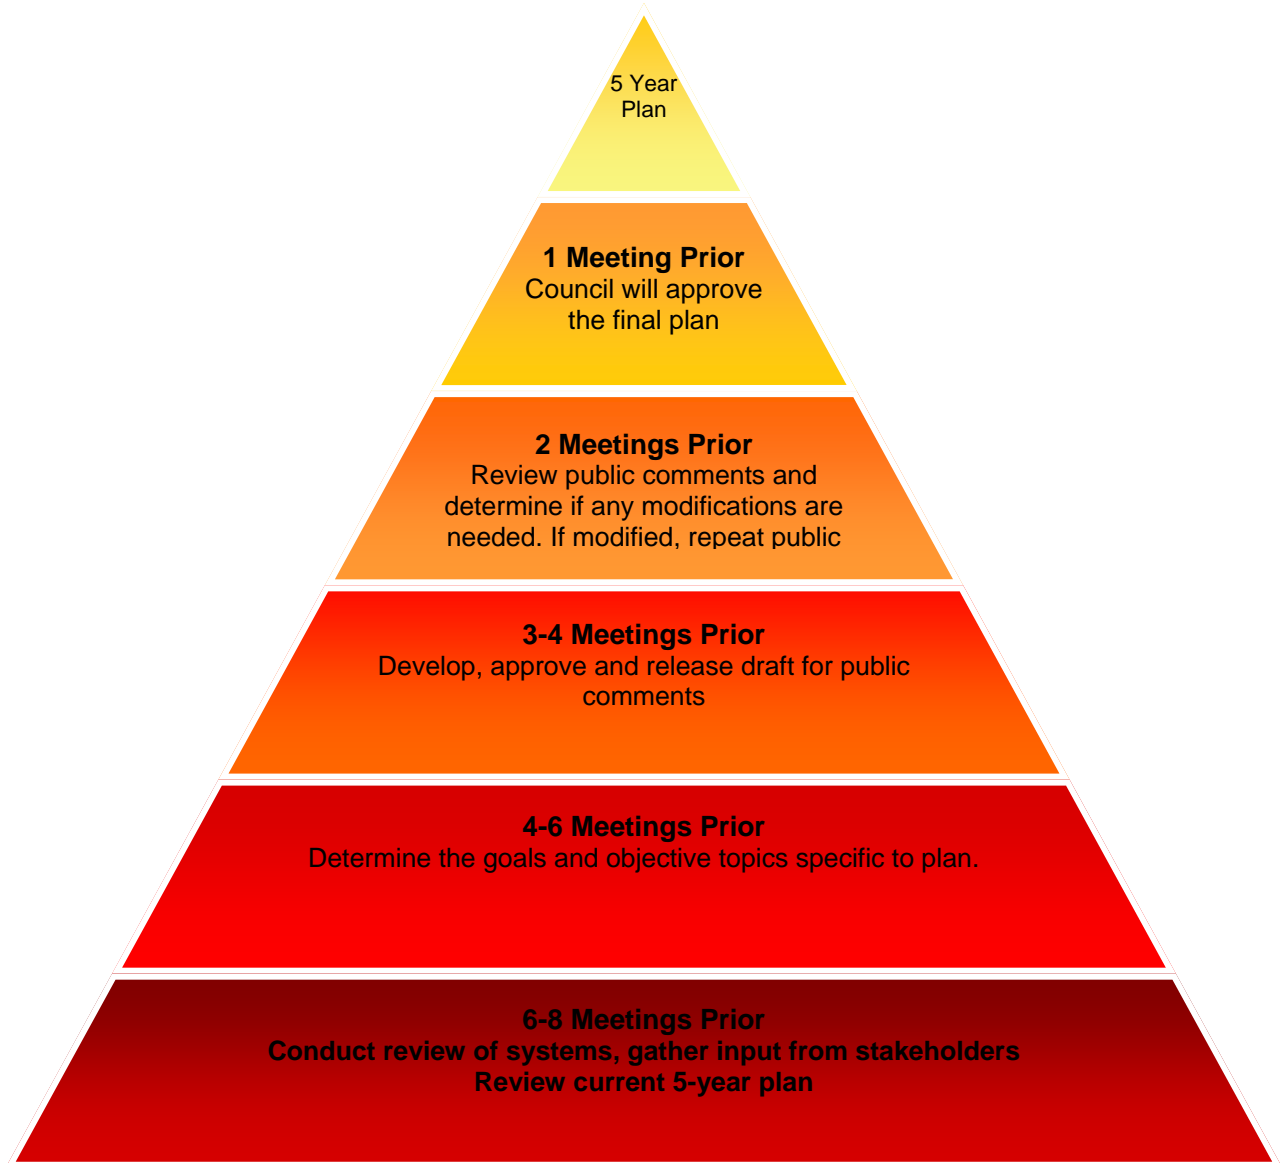 5 Year
Plan
1 Meeting Prior
Council will approve
the final plan
2 Meetings Prior
Review public comments and
determine if any modifications are
needed. If modified, repeat public
3-4 Meetings Prior
Develop, approve and release draft for public
comments
4-6 Meetings Prior
Determine the goals and objective topics specific to plan.
6-8 Meetings Prior
Conduct review of systems, gather input from stakeholders
Review current 5-year plan